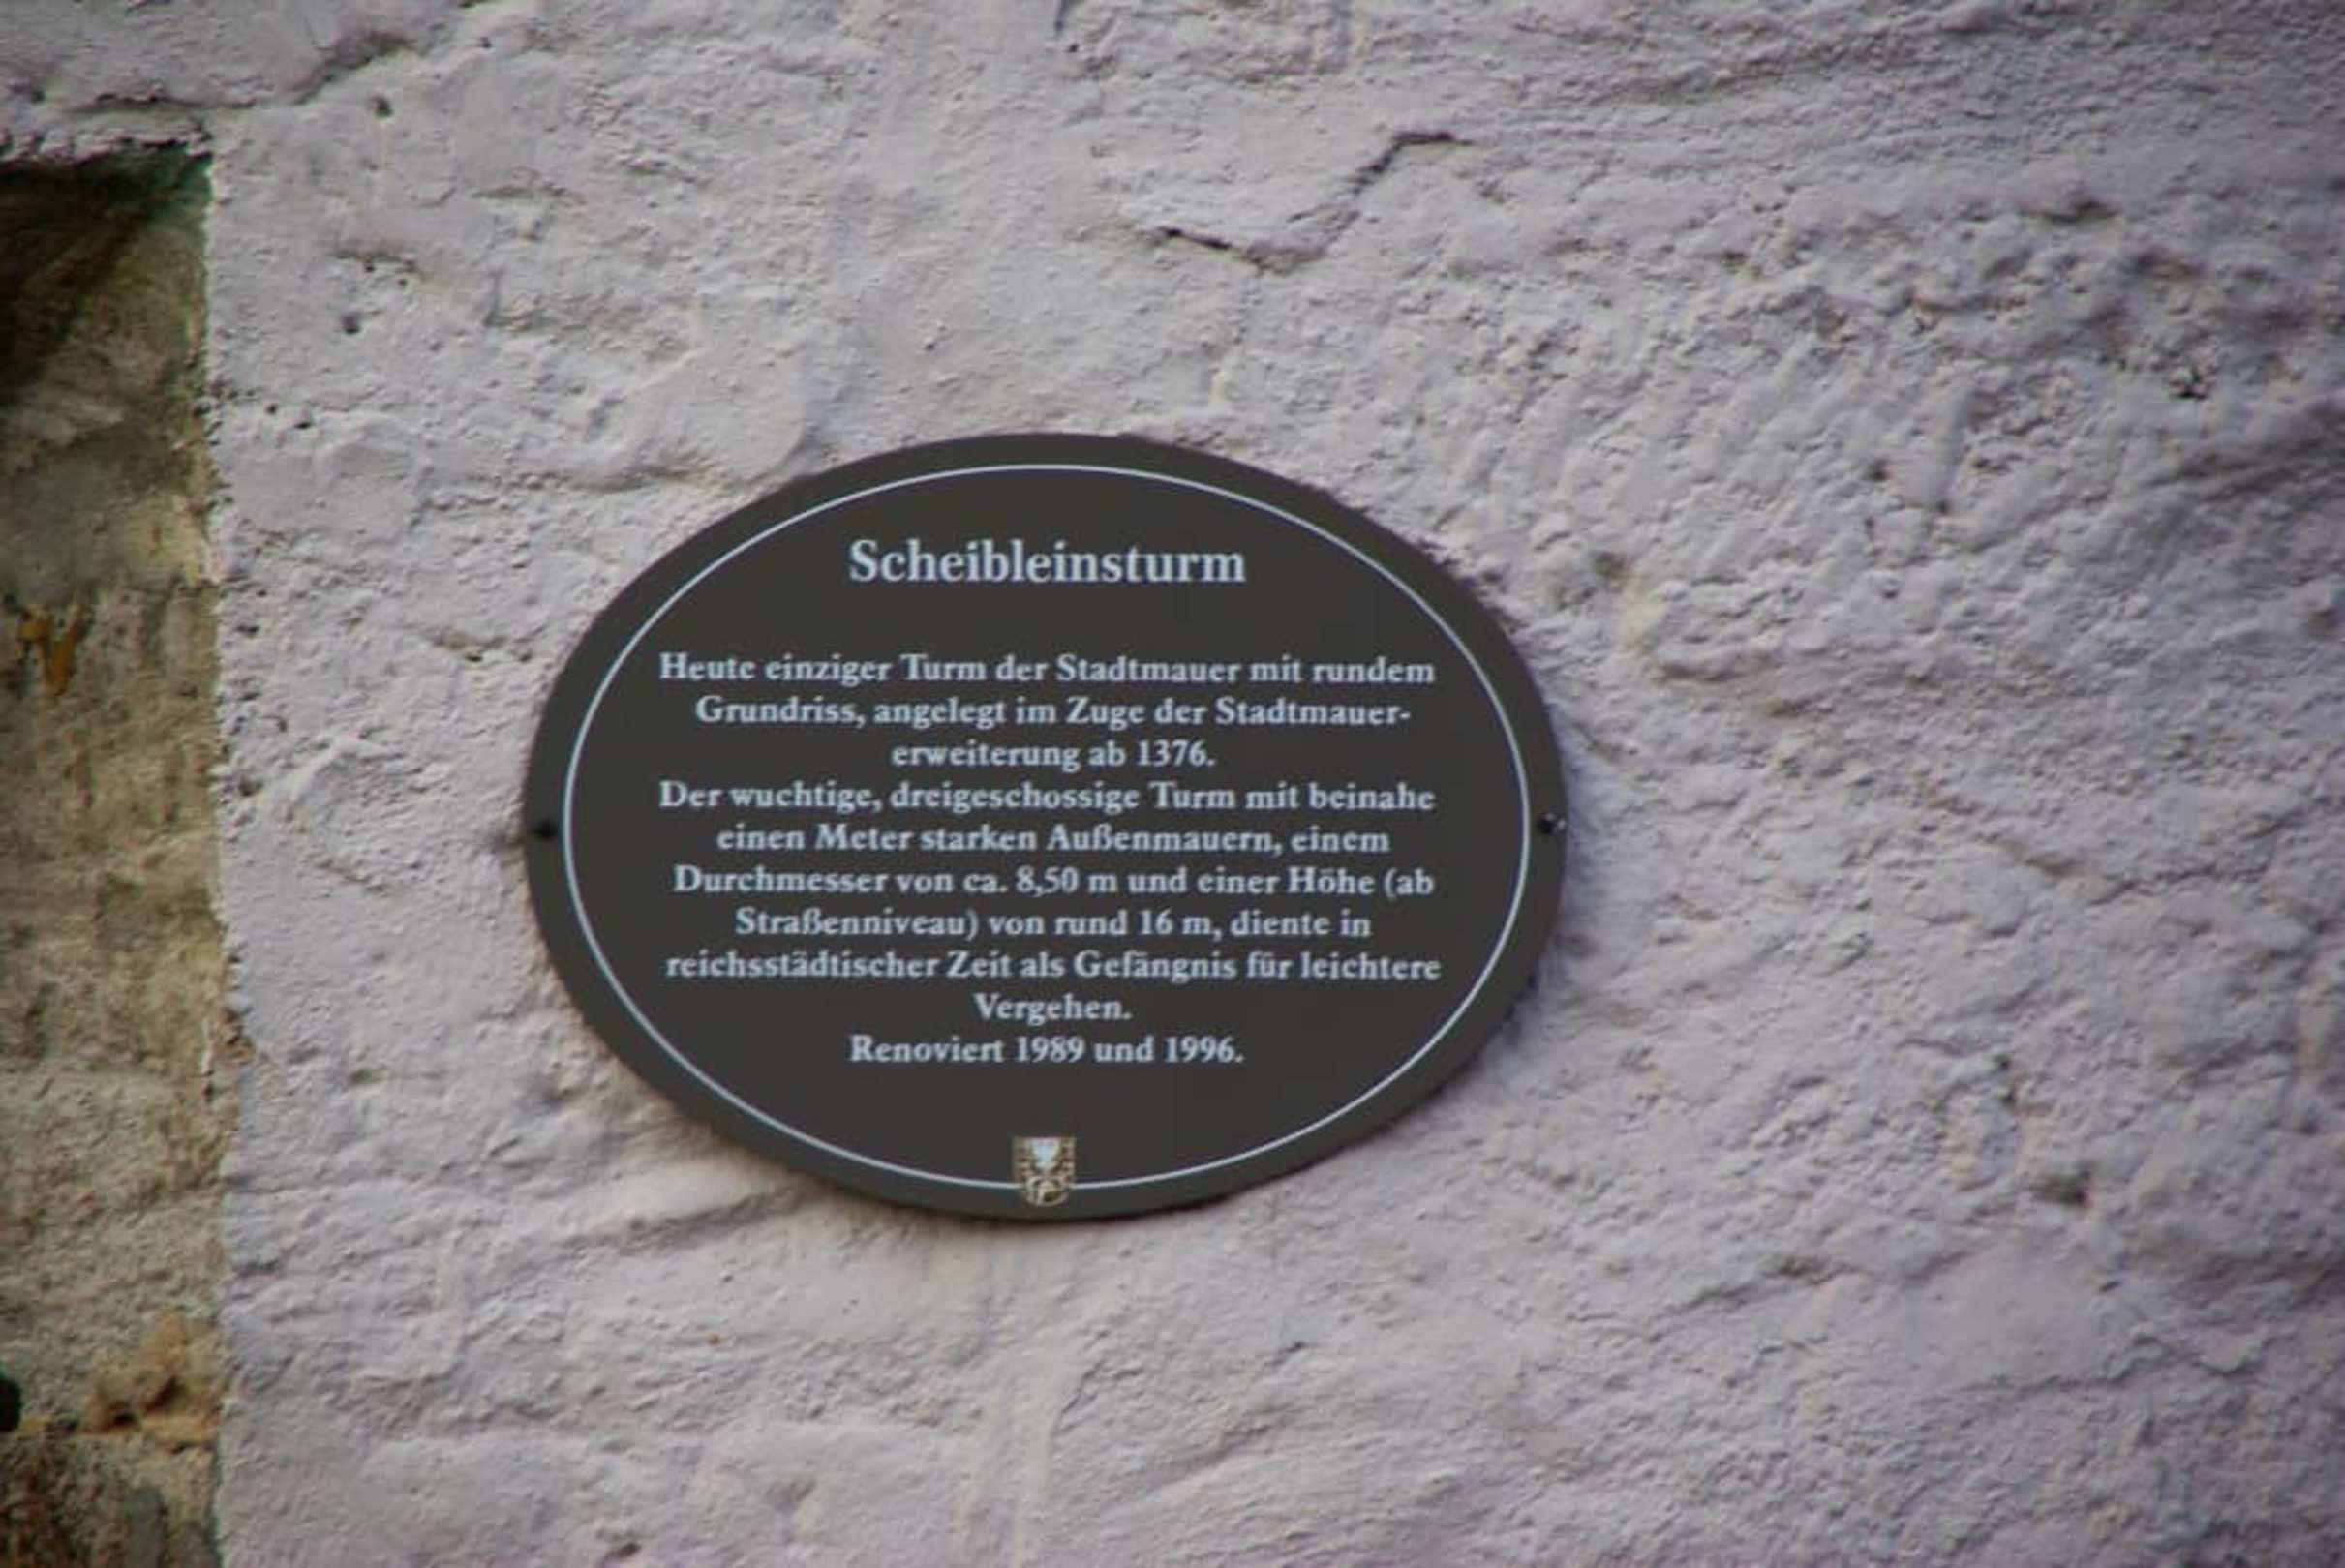 Scheibleinsturm
Heute einziger Turm der Stadtmauer mit rundem
Grundriss, angelegt im Zuge der Stadtmauer-
erweiterung ab 1376.
Der wuchtige, dreigeschossige Turm mit beinahe
einen Meter starken Außenmauern, einem
Durchmesser von ca. 8,50 m und einer Höhe (ab
Straßenniveau) von rund 16 m, diente in
reichsstädtischer Zeit als Gefängnis für leichtere
Vergehen.
Renoviert 1989 und 1996.